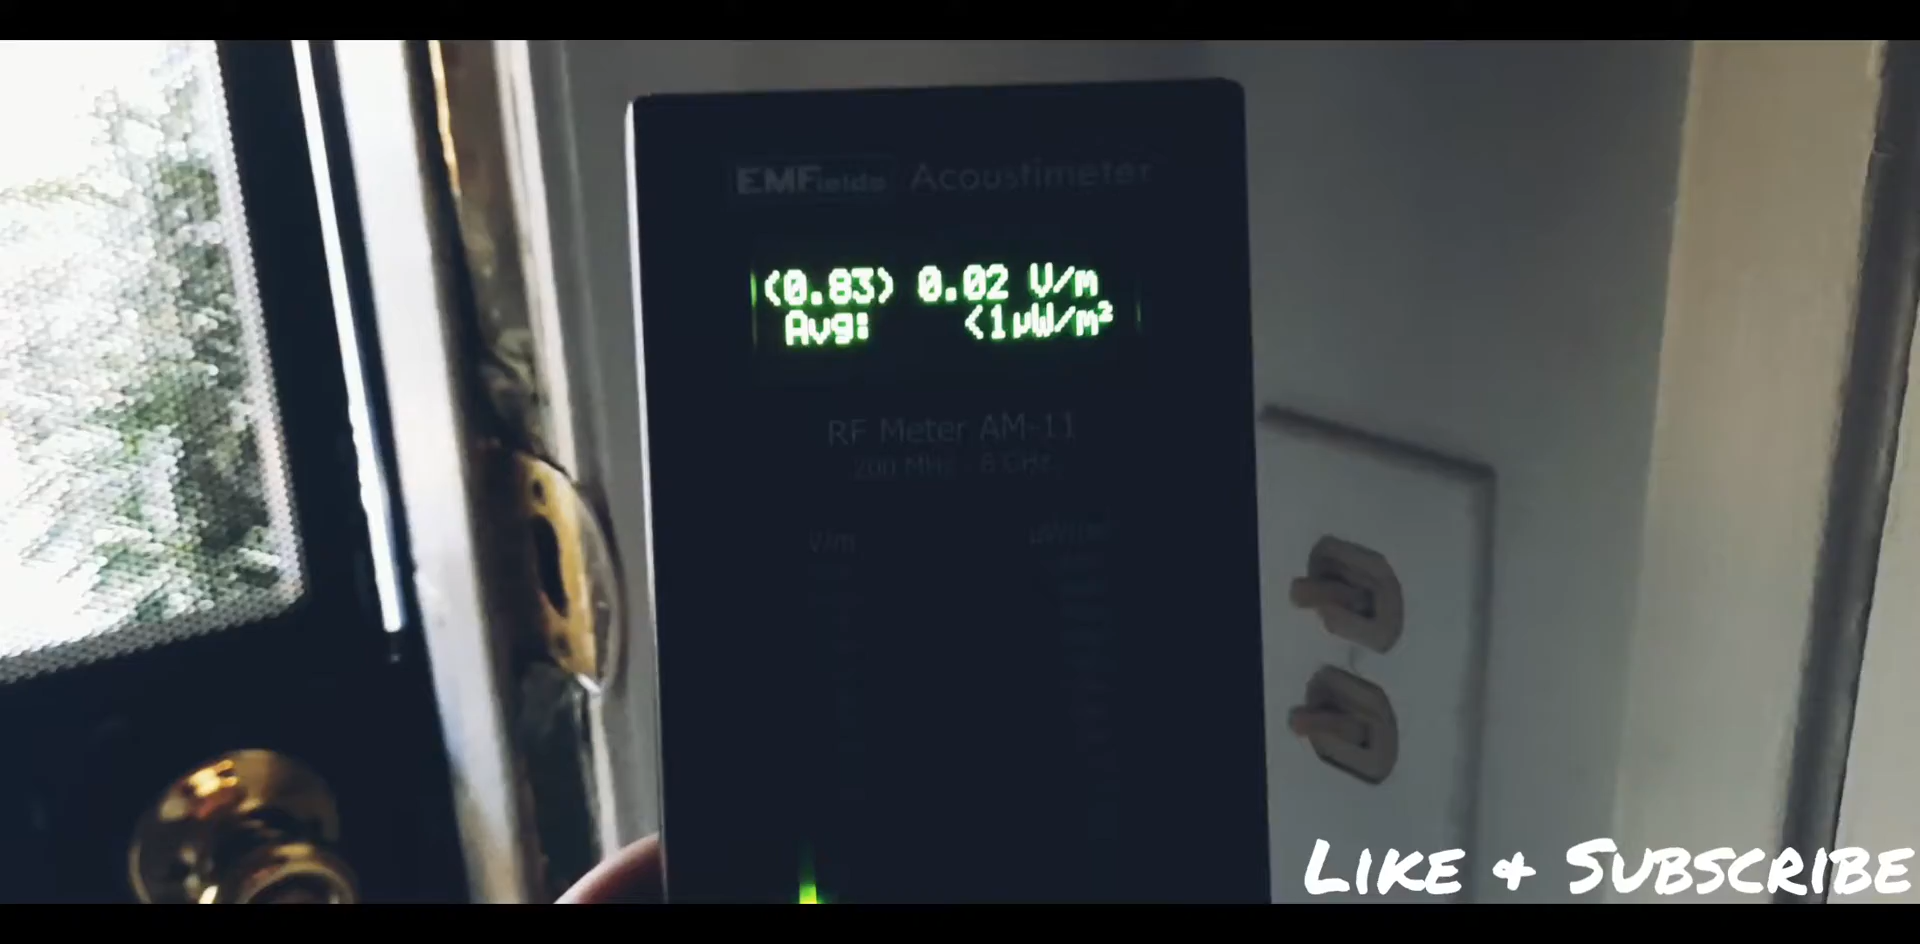 EMFields Acoustimeter
(0.83) 0.02 V/m
Avg: <1µW/m²
RF Meter AM-11
200 MHz - 8 GHz
V/m µW/m²
LIKE & SUBSCRIBE